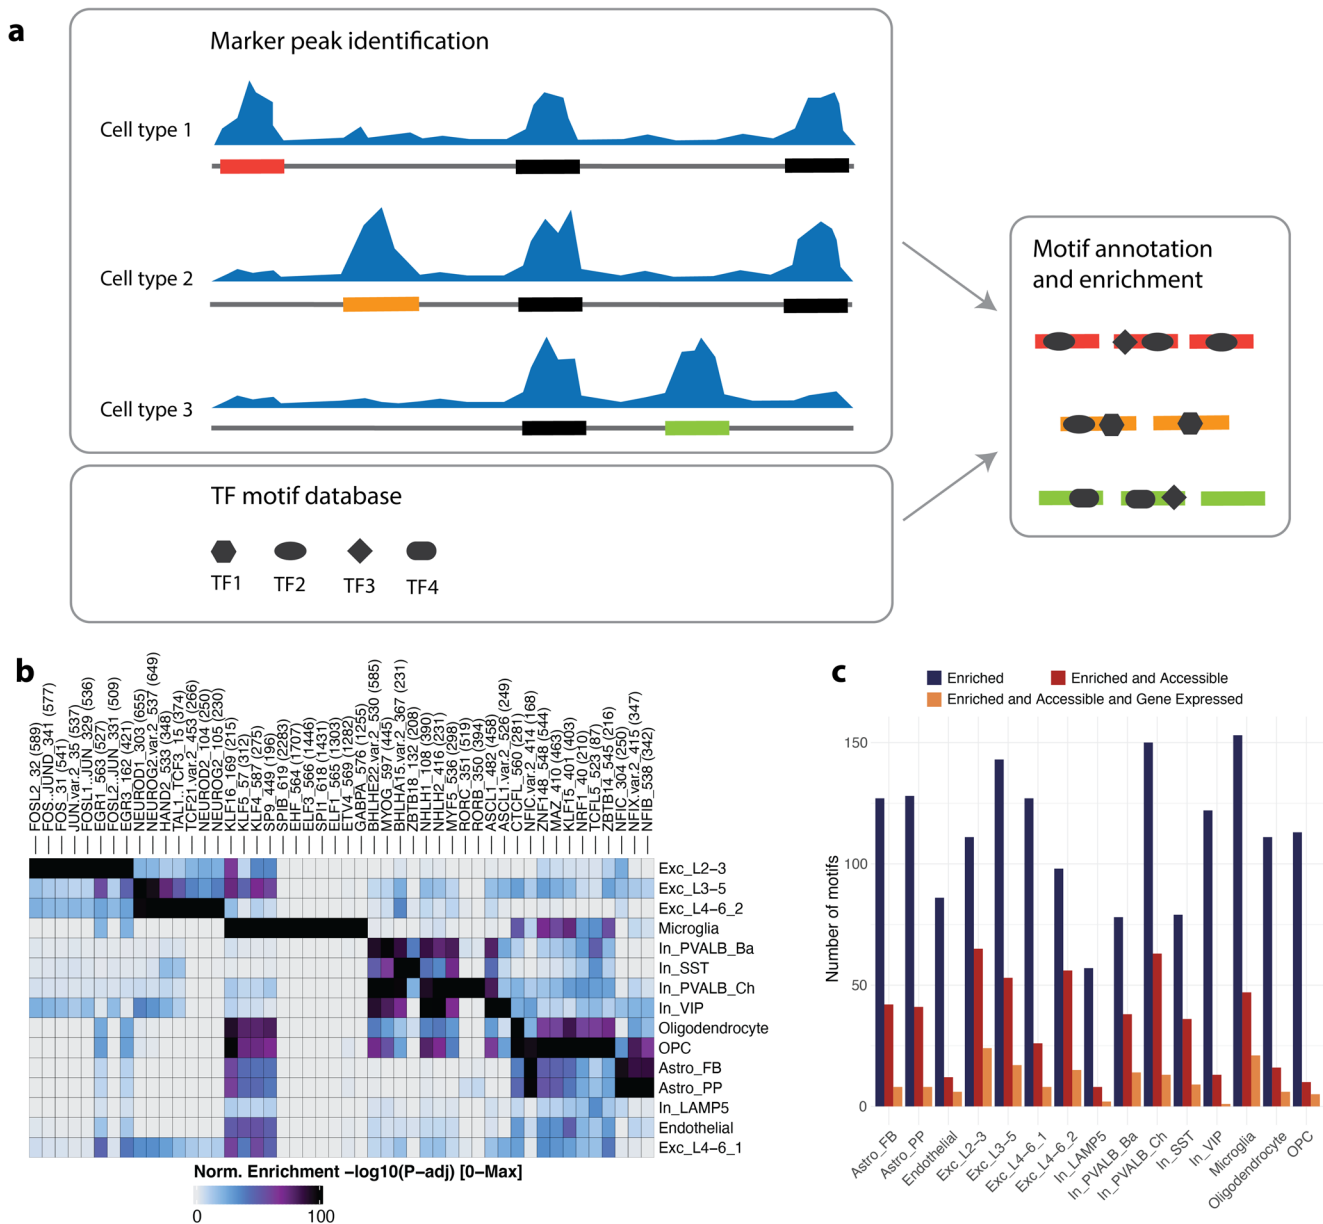 a
Marker peak identification
Cell type 1
Cell type 2
Cell type 3
TF motif database
TF1
TF2
TF3
TF4
Motif annotation
and enrichment
b
FOSL2_32 (589)
FOS..JUND_341 (577)
FOS_31 (541)
JUN.var.2_35 (537)
FOSL1..JUN_329 (536)
EGR1_563 (527)
FOSL2..JUN_331 (509)
EGR3_162 (421)
NEUROD1_303 (655)
NEUROG2.var.2_537 (649)
HAND2_533 (348)
TAL1..TCF3_15 (374)
TCF21.var.2_453 (266)
NEUROD2_104 (250)
NEUROG2_105 (230)
KLF16_169 (215)
KLF5_57 (312)
KLF4_587 (275)
SP9_449 (196)
SPIB_619 (2283)
EHF_564 (1707)
ELF3_566 (1446)
SPI1_618 (1431)
ELF1_565 (1303)
ETV4_569 (1282)
GABPA_576 (1255)
BHLHE22.var.2_530 (585)
MYOG_597 (445)
BHLHA15.var.2_367 (231)
ZBTB18_132 (208)
NHLH1_108 (390)
NHLH2_416 (231)
MYF5_536 (298)
RORC_351 (519)
RORB_350 (394)
ASCL1_482 (458)
ASCL1.var.2_526 (249)
CTCFL_560 (281)
NFIC.var.2_414 (168)
ZNF148_548 (544)
MAZ_410 (463)
KLF15_401 (403)
NRF1_40 (210)
TCFL5_523 (87)
ZBTB14_545 (216)
NFIC_304 (250)
NFIX.var.2_415 (347)
NFIB_538 (342)
Exc_L2−3
Exc_L3−5
Exc_L4−6_2
Microglia
In_PVALB_Ba
In_SST
In_PVALB_Ch
In_VIP
Oligodendrocyte
OPC
Astro_FB
Astro_PP
In_LAMP5
Endothelial
Exc_L4−6_1
Norm. Enrichment −log10(P−adj) [0−Max]
0
100
c
Enriched
Enriched and Accessible
Enriched and Accessible and Gene Expressed
Number of motifs
150
100
50
0
Astro_FB
Astro_PP
Endothelial
Exc_L2−3
Exc_L3−5
Exc_L4−6_1
Exc_L4−6_2
In_LAMP5
In_PVALB_Ba
In_PVALB_Ch
In_SST
In_VIP
Microglia
Oligodendrocyte
OPC